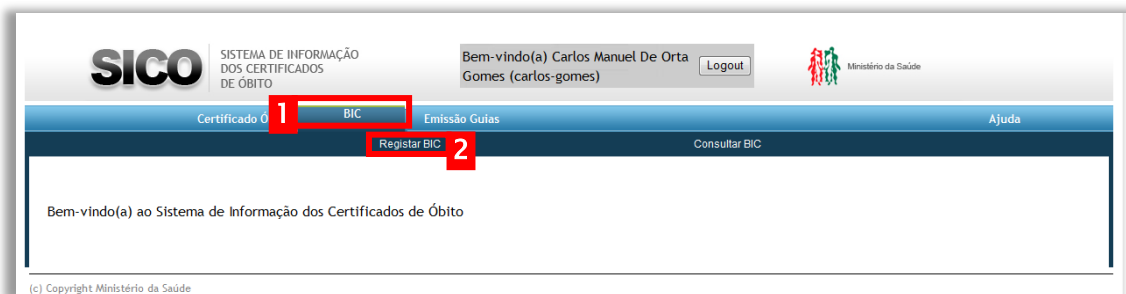 SICO
SISTEMA DE INFORMAÇÃO
DOS CERTIFICADOS
DE ÓBITO
Bem-vindo(a) Carlos Manuel De Orta
Gomes (carlos-gomes)
Logout
Ministério da Saúde
Certificado Ó
1
BIC
Emissão Guias
Ajuda
Registar BIC
2
Consultar BIC
Bem-vindo(a) ao Sistema de Informação dos Certificados de Óbito
(c) Copyright Ministério da Saúde